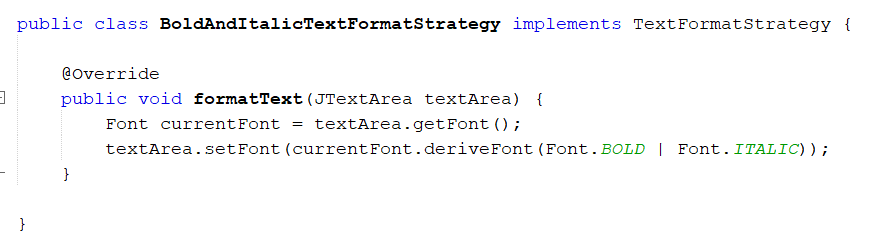 public class BoldAndItalicTextFormatStrategy implements TextFormatStrategy {
@Override
public void formatText(JTextArea textArea) {
Font currentFont = textArea.getFont();
textArea.setFont(currentFont.deriveFont(Font.BOLD | Font.ITALIC));
}
}